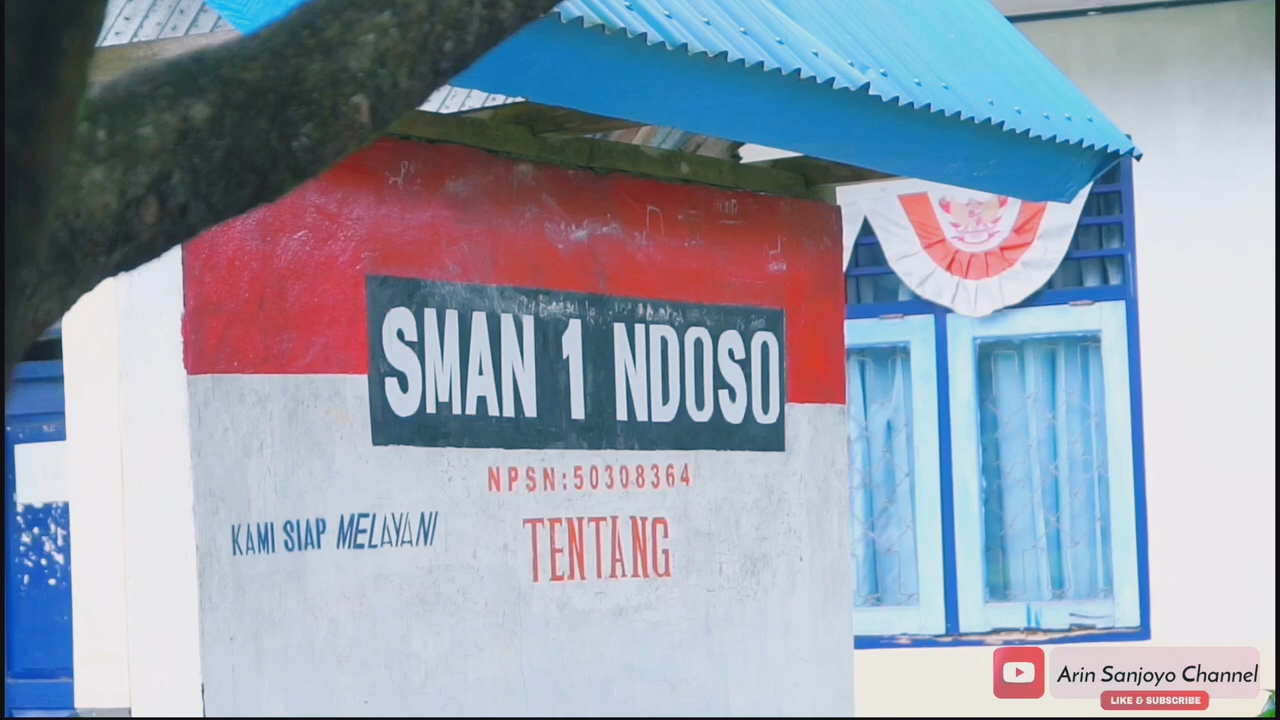 SMAN 1 NDOSO
NPSN:50308364
KAMI SIAP MELAYANI
TENTANG
Arin Sanjoyo Channel
LIKE & SUBSCRIBE